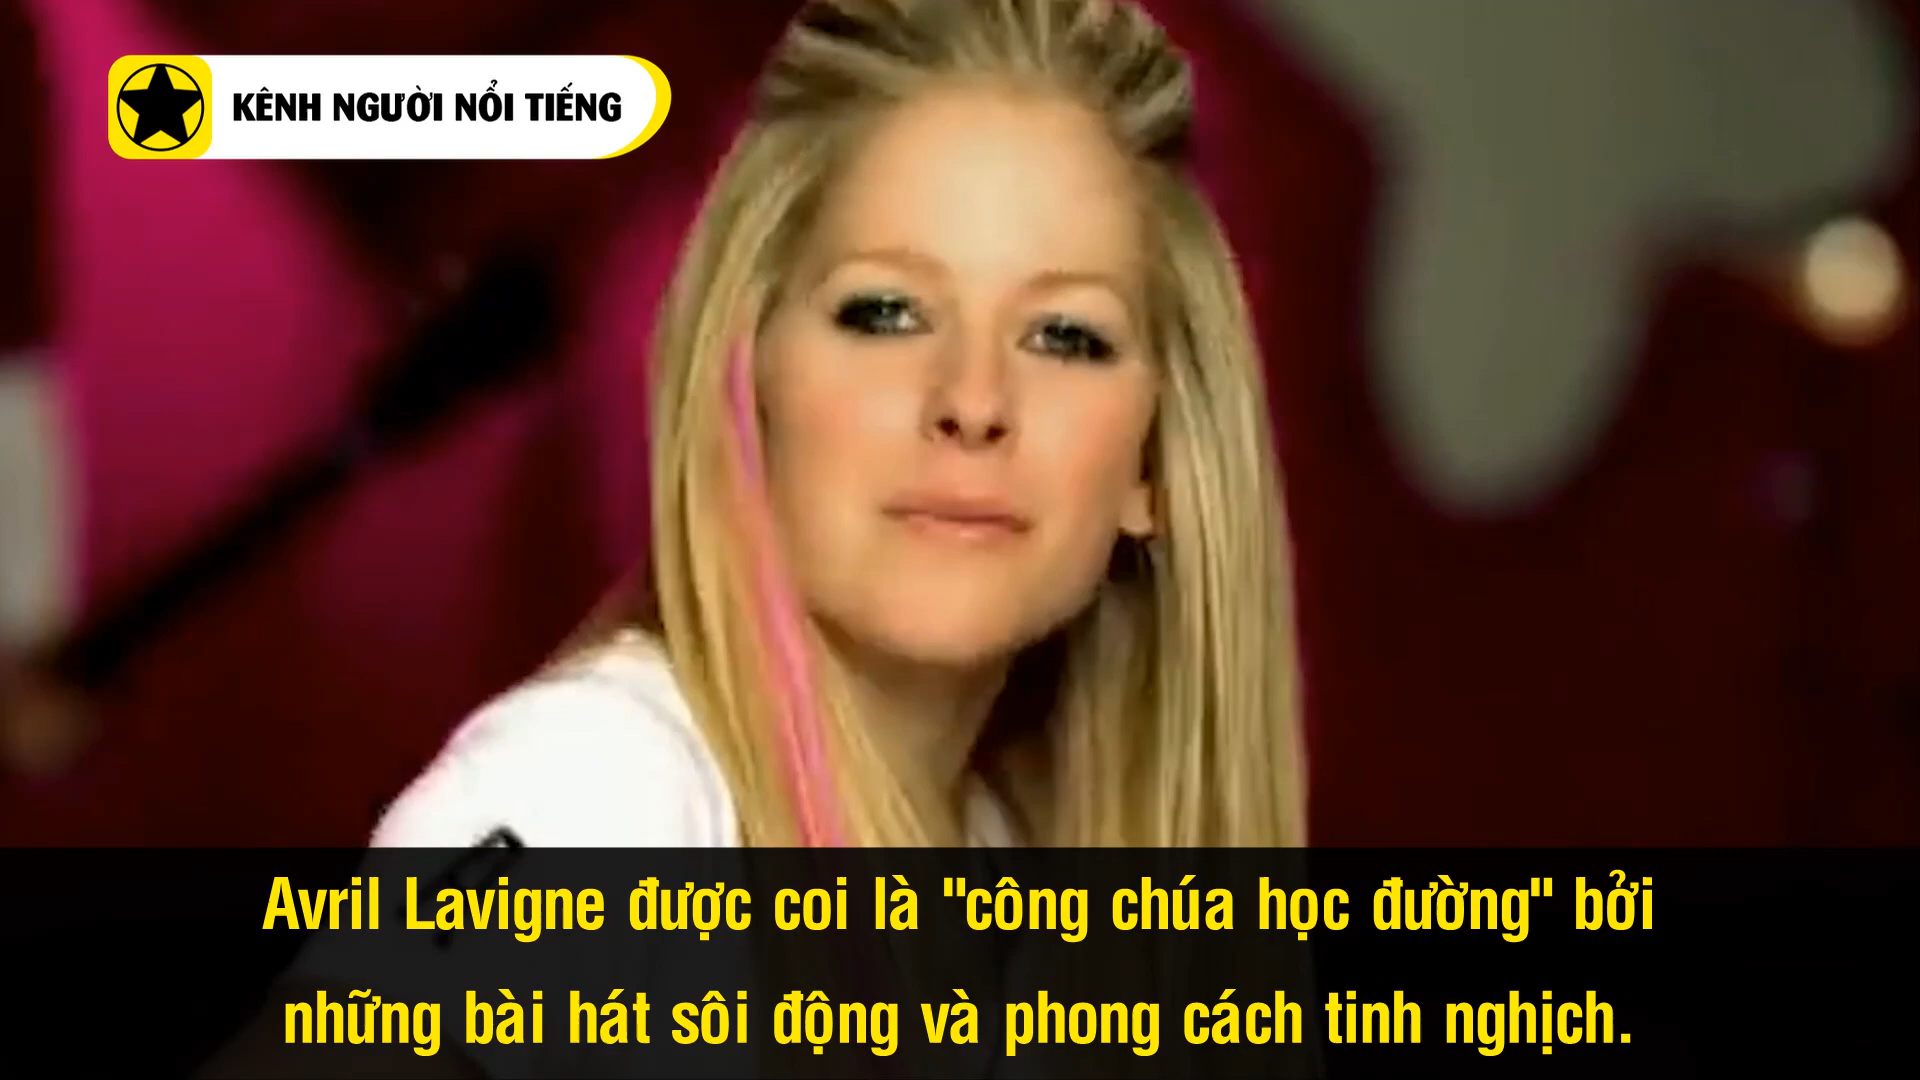 KÊNH NGƯỜI NỔI TIẾNG
Avril Lavigne được coi là "công chúa học đường" bởi
những bài hát sôi động và phong cách tinh nghịch.